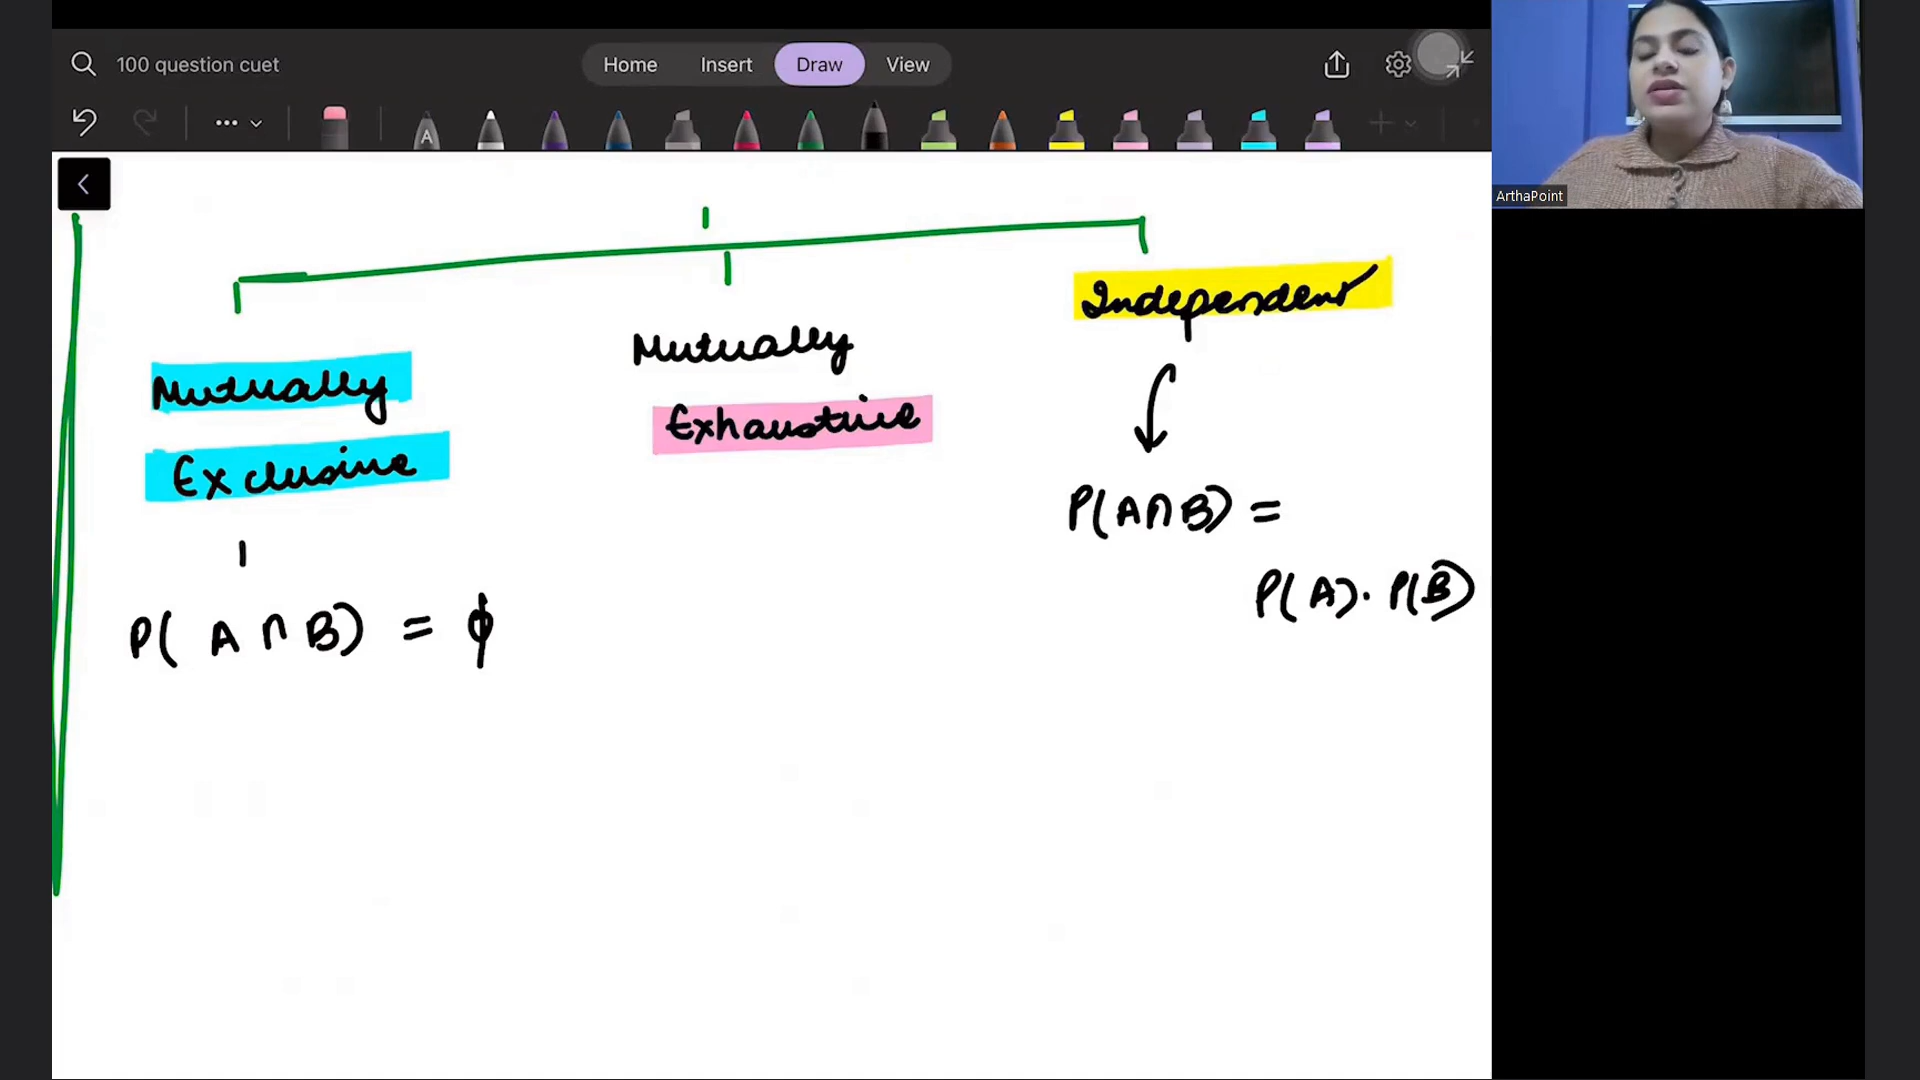 100 question cuet
Home Insert Draw View
A
ArthaPoint
Independent
Mutually
Mutually
Exhaustive
Exclusive
P(A∩B) =
P(A). P(B)
P( A ∩ B) = ϕ